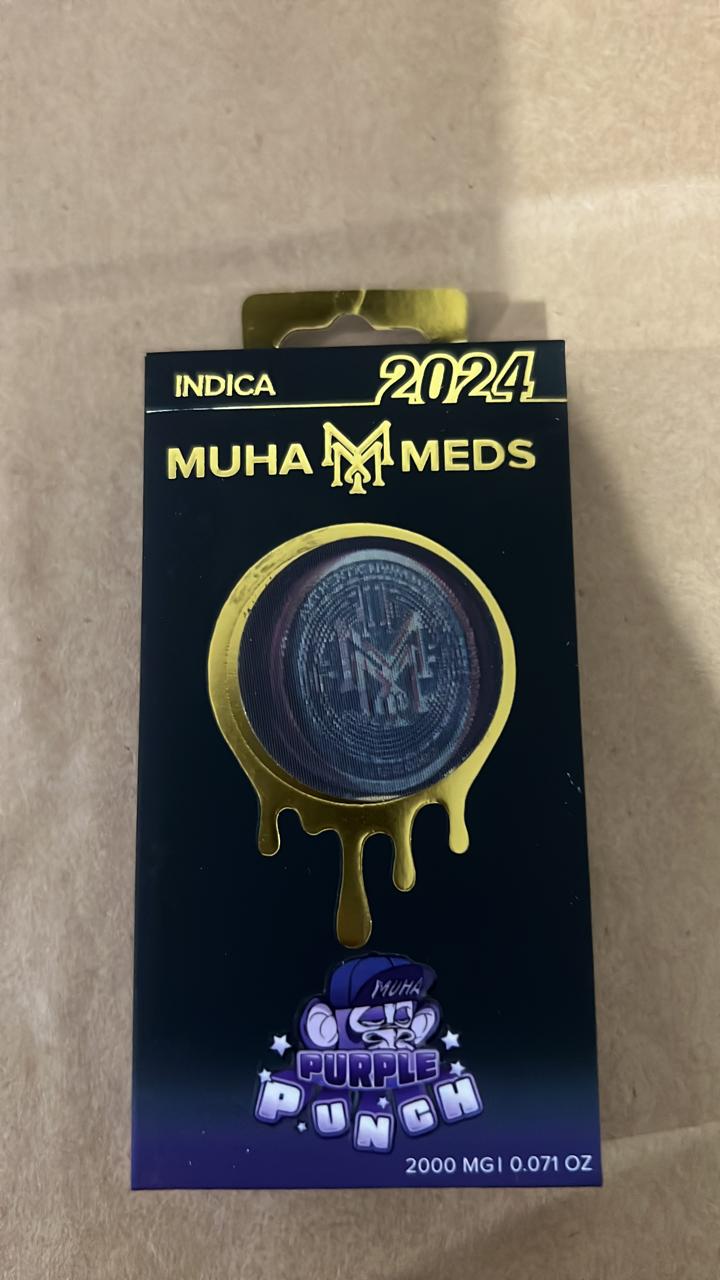 INDICA
2024
MUHA MEDS
MUHA
PURPLE
PUNCH
2000 MG| 0.071 OZ